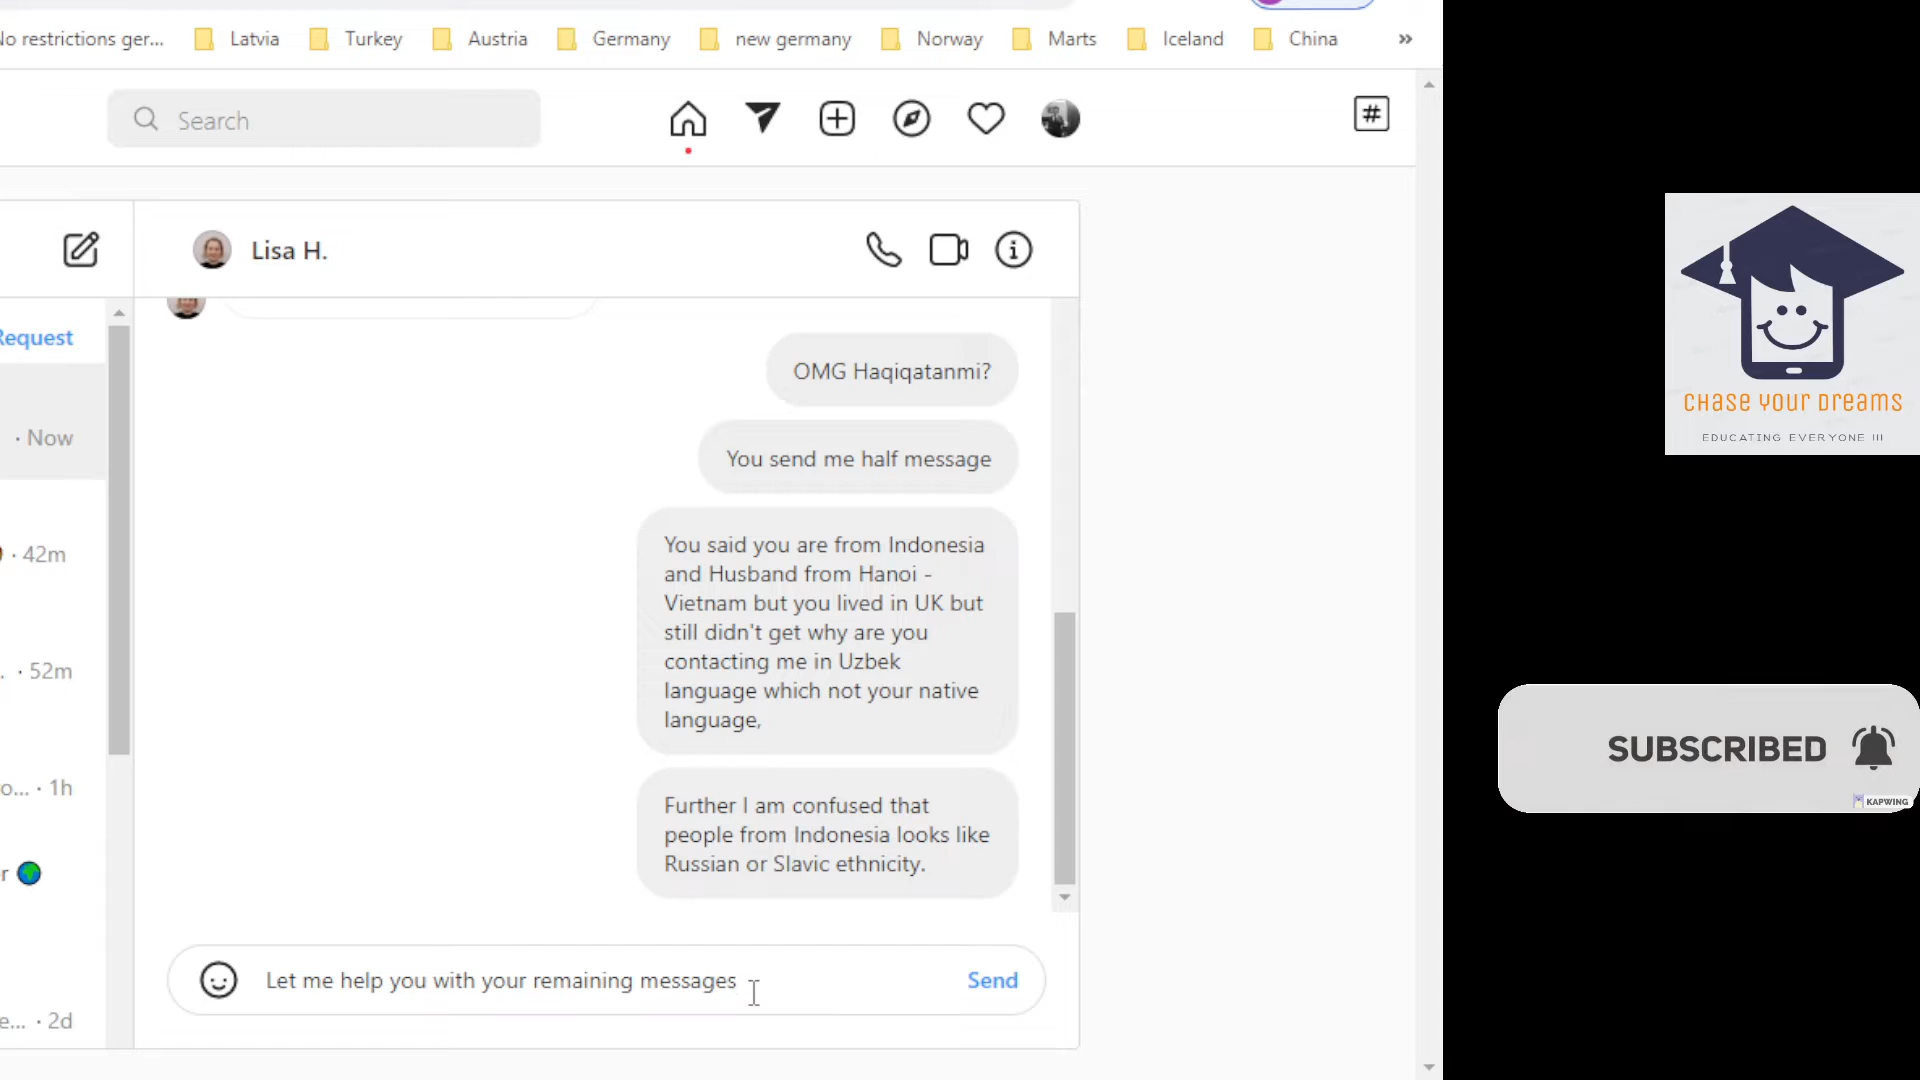 No restrictions ger...
Latvia
Turkey
Austria
Germany
new germany
Norway
Marts
Iceland
China
»
Search
#
Lisa H.
Request
OMG Haqiqatanmi?
· Now
You send me half message
You said you are from Indonesia
and Husband from Hanoi -
Vietnam but you lived in UK but
still didn't get why are you
contacting me in Uzbek
language which not your native
language,
· 42m
. · 52m
o... · 1h
Further I am confused that
people from Indonesia looks like
Russian or Slavic ethnicity.
r
e... · 2d
Let me help you with your remaining messages
Send
CHASE YOUR DREAMS
EDUCATING EVERYONE !!!
SUBSCRIBED
KAPWING